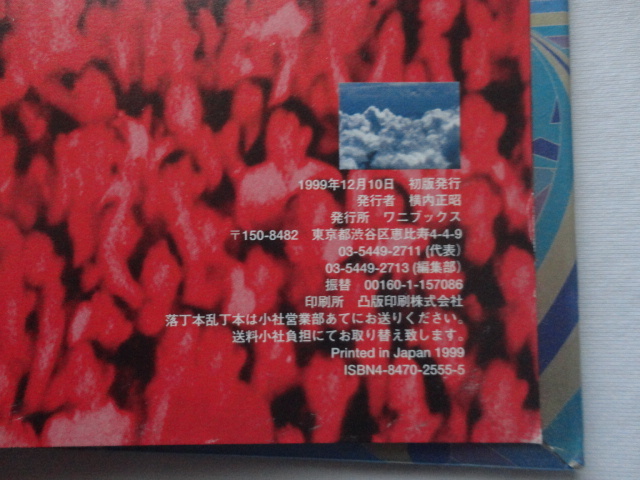 1999年12月10日　初版発行
発行者　横内正昭
発行所　ワニブックス
〒150-8482　東京都渋谷区恵比寿4-4-9
03-5449-2711 (代表)
03-5449-2713 (編集部)
振替　00160-1-157086
印刷所　凸版印刷株式会社
落丁本乱丁本は小社営業部あてにお送りください。
送料小社負担にてお取り替え致します。
Printed in Japan 1999
ISBN4-8470-2555-5